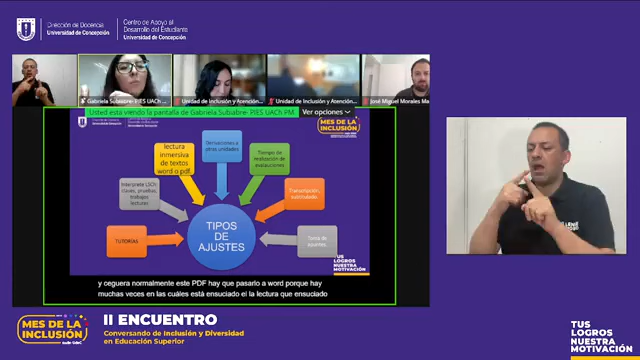 Dirección de Docencia
Universidad de Concepción
Centro de Apoyo al
Desarrollo del Estudiante
Universidad de Concepción
Gabriela Subiabre- PIES UACh
Unidad de Inclusión y Atención...
Unidad de Inclusión y Atención...
José Miguel Morales Ma
Usted está viendo la pantalla de Gabriela Subiabre- PIES UACh PM
Ver opciones
MES DE LA
INCLUSIÓN
lectura
inmersiva
de textos
word o pdf.
Derivaciones a
otras unidades
Tiempo de
realización de
evaluaciones
Interprete LSCh:
clases, pruebas,
trabajos
lecturas
Transcripción,
subtitulado
TUTORÍAS
TIPOS
DE
AJUSTES
Toma de
apuntes
TUS
LOGROS
NUESTRA
MOTIVACIÓN
y ceguera normalmente este PDF hay que pasarlo a word porque hay
muchas veces en las cuáles está ensuciado el la lectura que ensuciado
MES DE LA
INCLUSIÓN
II ENCUENTRO
Conversando de Inclusión y Diversidad
en Educación Superior
TUS
LOGROS
NUESTRA
MOTIVACIÓN